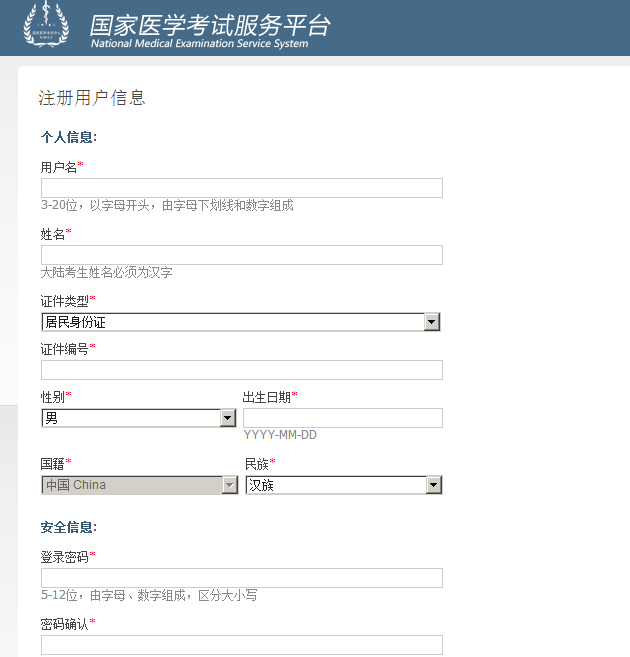 国家医学考试服务平台
National Medical Examination Service System
注册用户信息
个人信息:
用户名*
3-20位，以字母开头，由字母下划线和数字组成
姓名*
大陆考生姓名必须为汉字
证件类型*
居民身份证
证件编号*
性别* 出生日期*
男
YYYY-MM-DD
国籍* 民族*
中国 China 汉族
安全信息:
登录密码*
5-12位，由字母、数字组成，区分大小写
密码确认*